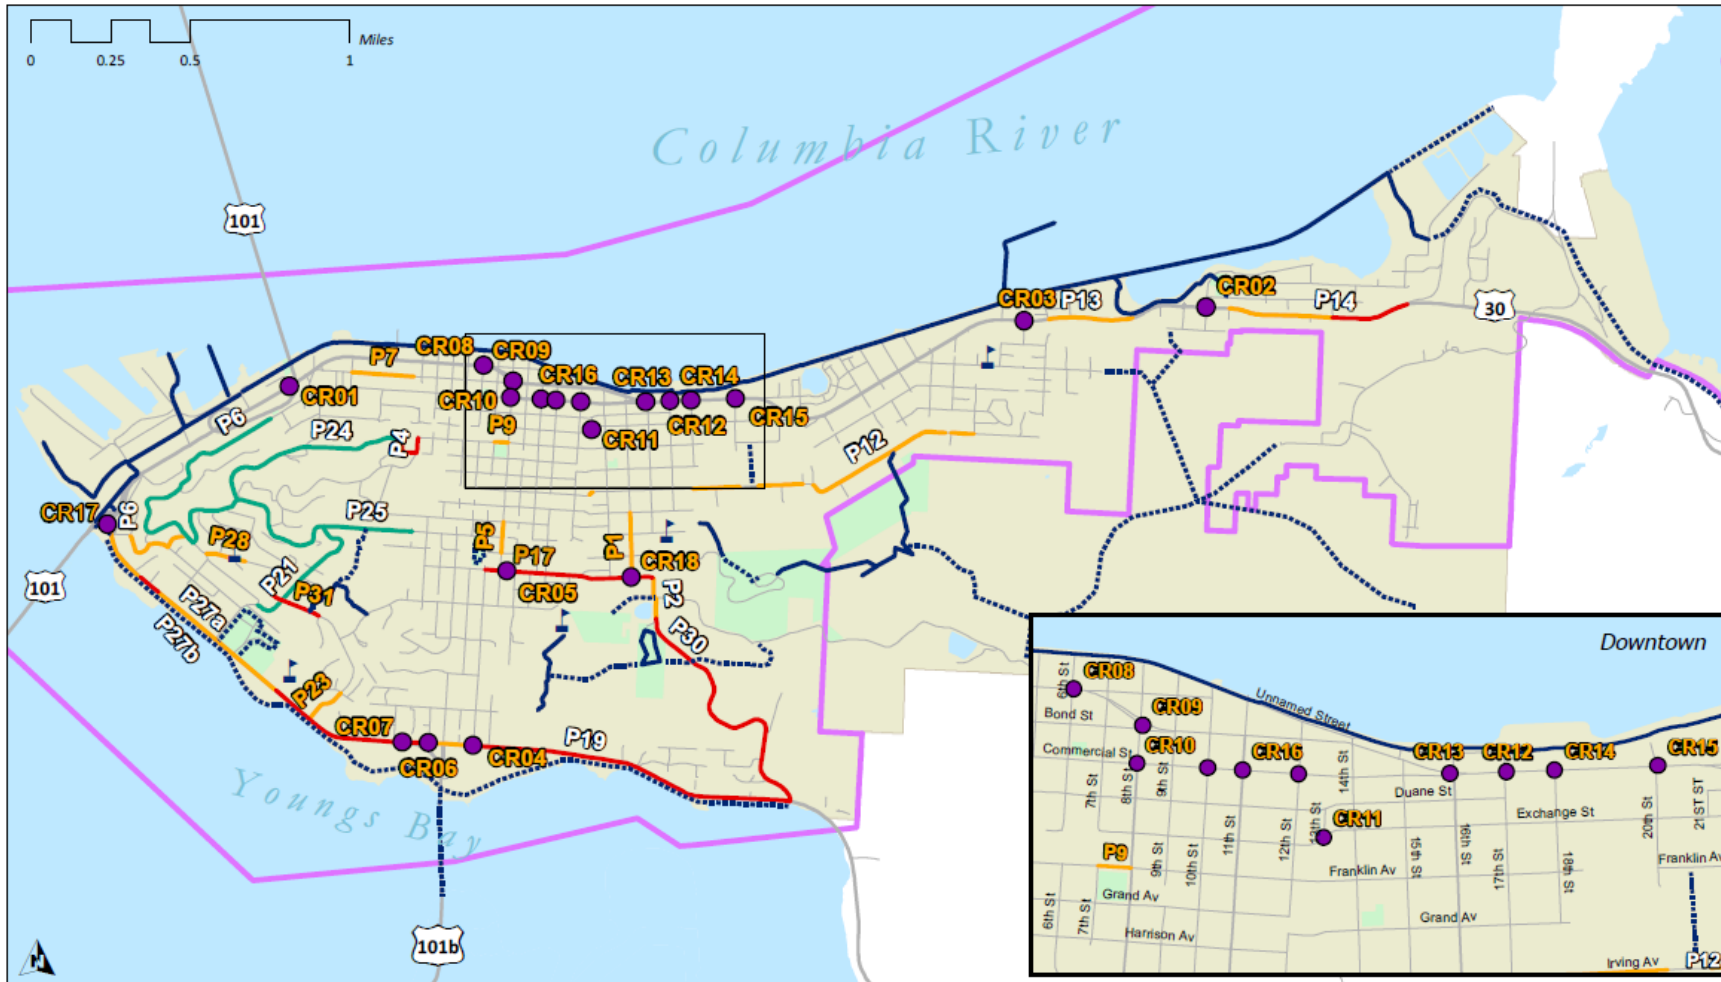 Miles
0 0.25 0.5 1
Columbia River
101
CR03
P13
CR02
P14
30
CR08
CR09
P7
CR16
CR13
CR14
CR01
CR10
CR12
CR15
CR11
P9
P6
P24
P4
P12
CR17
P6
P25
P28
P5
P1
P17
CR18
CR05
P21
P31
P2
101
P27a
P27b
P30
P23
CR07
P19
CR06
CR04
Youngs Bay
101b
N
Downtown
CR08
6th St
Unnamed Street
Bond St
CR09
Commercial St
CR10
CR16
CR13
CR12
CR14
CR15
7th St
8th St
9th St
14th St
Duane St
20th St
21 ST ST
Exchange St
11th St
12th St
13th St
CR11
P9
9th St
10th St
15th St
16th St
17th St
18th St
Franklin Av
Franklin Av
Grand Av
Grand Av
6th St
7th St
Harrison Av
Irving Av
P12